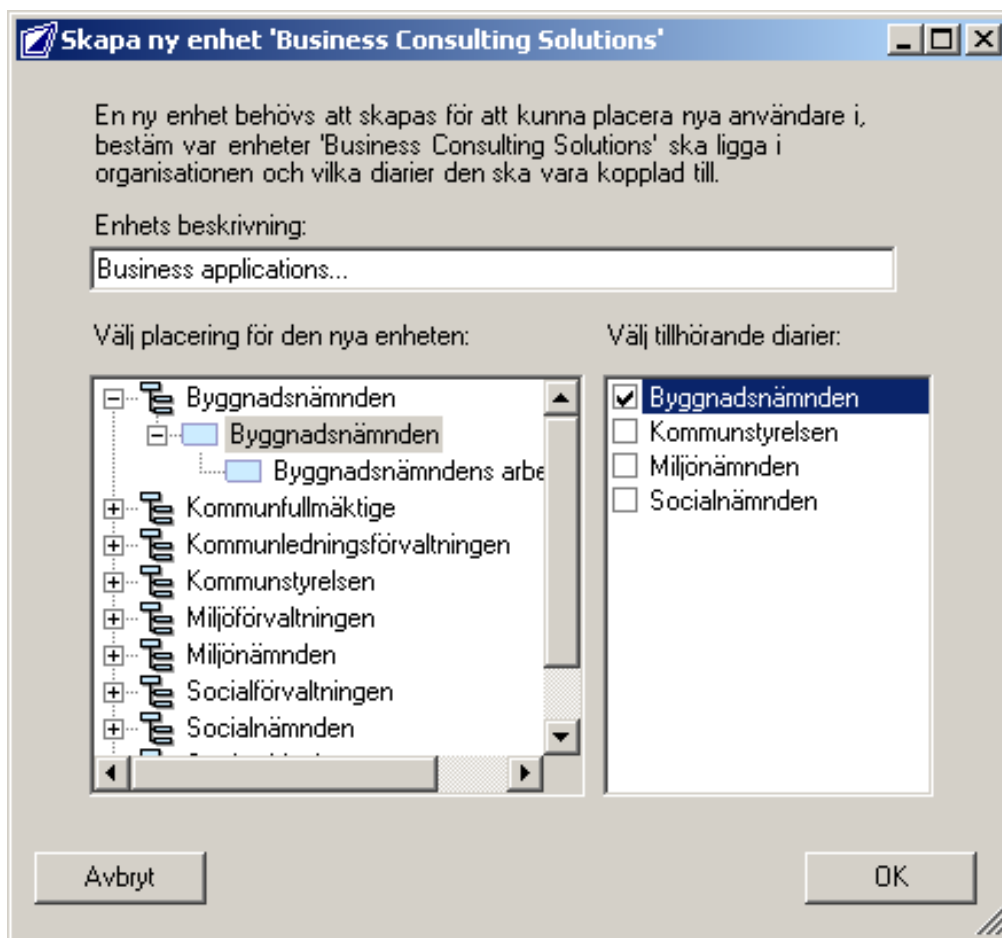 Skapa ny enhet 'Business Consulting Solutions'
En ny enhet behövs att skapas för att kunna placera nya användare i,
bestäm var enheter 'Business Consulting Solutions' ska ligga i
organisationen och vilka diarier den ska vara kopplad till.
Enhets beskrivning:
Business applications...
Välj placering för den nya enheten:
Byggnadsnämnden
Byggnadsnämnden
Byggnadsnämndens arbe
Kommunfullmäktige
Kommunledningsförvaltningen
Kommunstyrelsen
Miljöförvaltningen
Miljönämnden
Socialförvaltningen
Socialnämnden
Välj tillhörande diarier:
Byggnadsnämnden
Kommunstyrelsen
Miljönämnden
Socialnämnden
Avbryt
OK